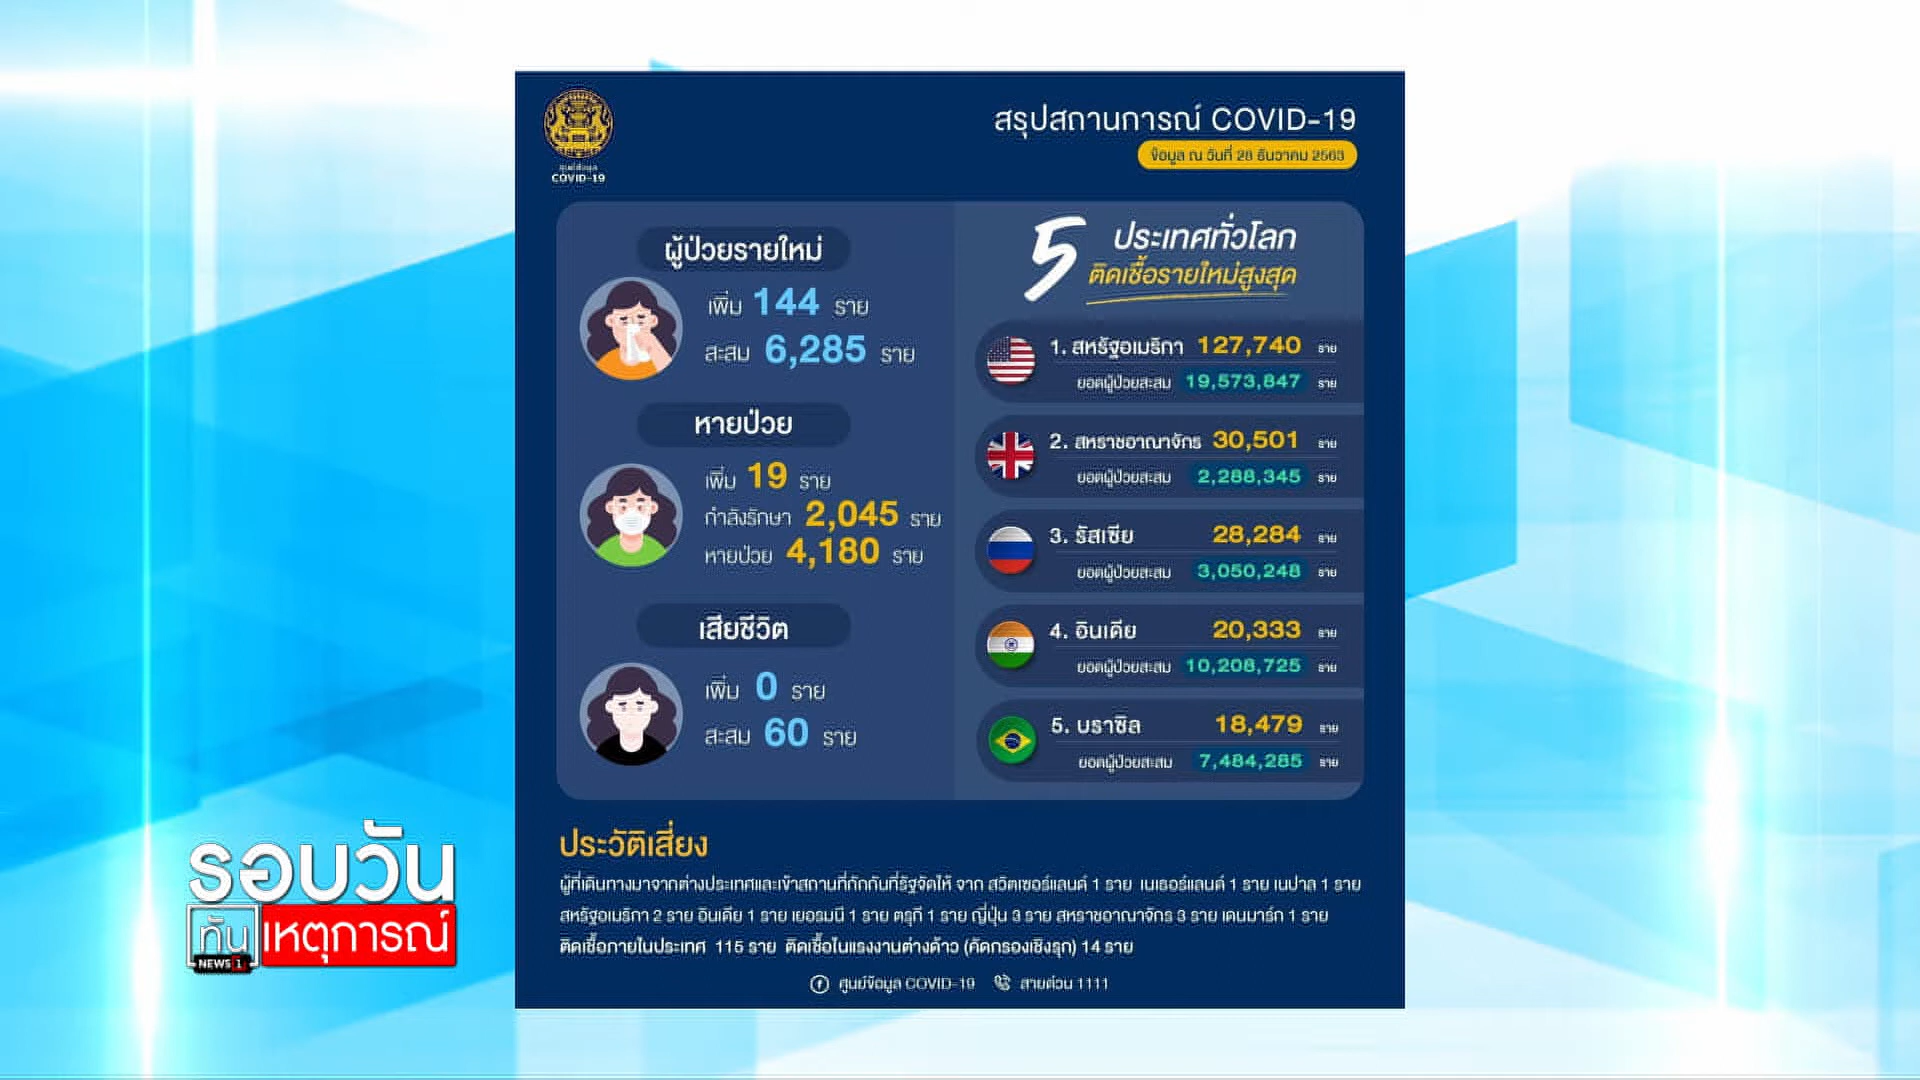 ศูนย์ข้อมูล
COVID-19
สรุปสถานการณ์ COVID-19
ข้อมูล ณ วันที่ 28 ธันวาคม 2563
ผู้ป่วยรายใหม่
เพิ่ม 144 ราย
สะสม 6,285 ราย
หายป่วย
เพิ่ม 19 ราย
กำลังรักษา 2,045 ราย
หายป่วย 4,180 ราย
เสียชีวิต
เพิ่ม 0 ราย
สะสม 60 ราย
5 ประเทศทั่วโลก
ติดเชื้อรายใหม่สูงสุด
1. สหรัฐอเมริกา 127,740 ราย
ยอดผู้ป่วยสะสม 19,573,847 ราย
2. สหราชอาณาจักร 30,501 ราย
ยอดผู้ป่วยสะสม 2,288,345 ราย
3. รัสเซีย 28,284 ราย
ยอดผู้ป่วยสะสม 3,050,248 ราย
4. อินเดีย 20,333 ราย
ยอดผู้ป่วยสะสม 10,208,725 ราย
5. บราซิล 18,479 ราย
ยอดผู้ป่วยสะสม 7,484,285 ราย
ประวัติเสี่ยง
ผู้ที่เดินทางมาจากต่างประเทศและเข้าสถานที่กักกันที่รัฐจัดให้ จาก สวิตเซอร์แลนด์ 1 ราย เนเธอร์แลนด์ 1 ราย เนปาล 1 ราย
สหรัฐอเมริกา 2 ราย อินเดีย 1 ราย เยอรมนี 1 ราย ตุรกี 1 ราย ญี่ปุ่น 3 ราย สหราชอาณาจักร 3 ราย เดนมาร์ก 1 ราย
ติดเชื้อภายในประเทศ 115 ราย ติดเชื้อในแรงงานต่างด้าว (คัดกรองเชิงรุก) 14 ราย
ศูนย์ข้อมูล COVID-19 สายด่วน 1111
รอบวัน
ทันเหตุการณ์
NEWS 1